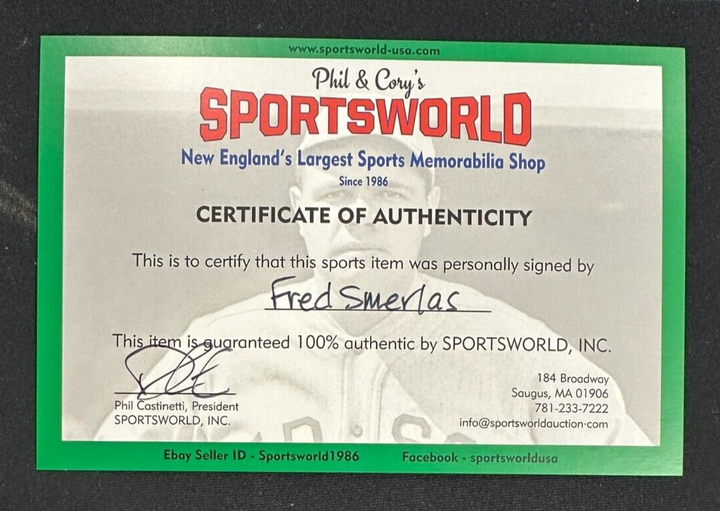 www.sportsworld-usa.com
Phil & Cory's
SPORTSWORLD
New England's Largest Sports Memorabilia Shop
Since 1986
CERTIFICATE OF AUTHENTICITY
This is to certify that this sports item was personally signed by
Fred Smerlas
This item is guaranteed 100% authentic by SPORTSWORLD, INC.
Phil Castinetti, President
SPORTSWORLD, INC.
184 Broadway
Saugus, MA 01906
781-233-7222
info@sportsworldauction.com
Ebay Seller ID - Sportsworld1986 Facebook - sportsworldusa